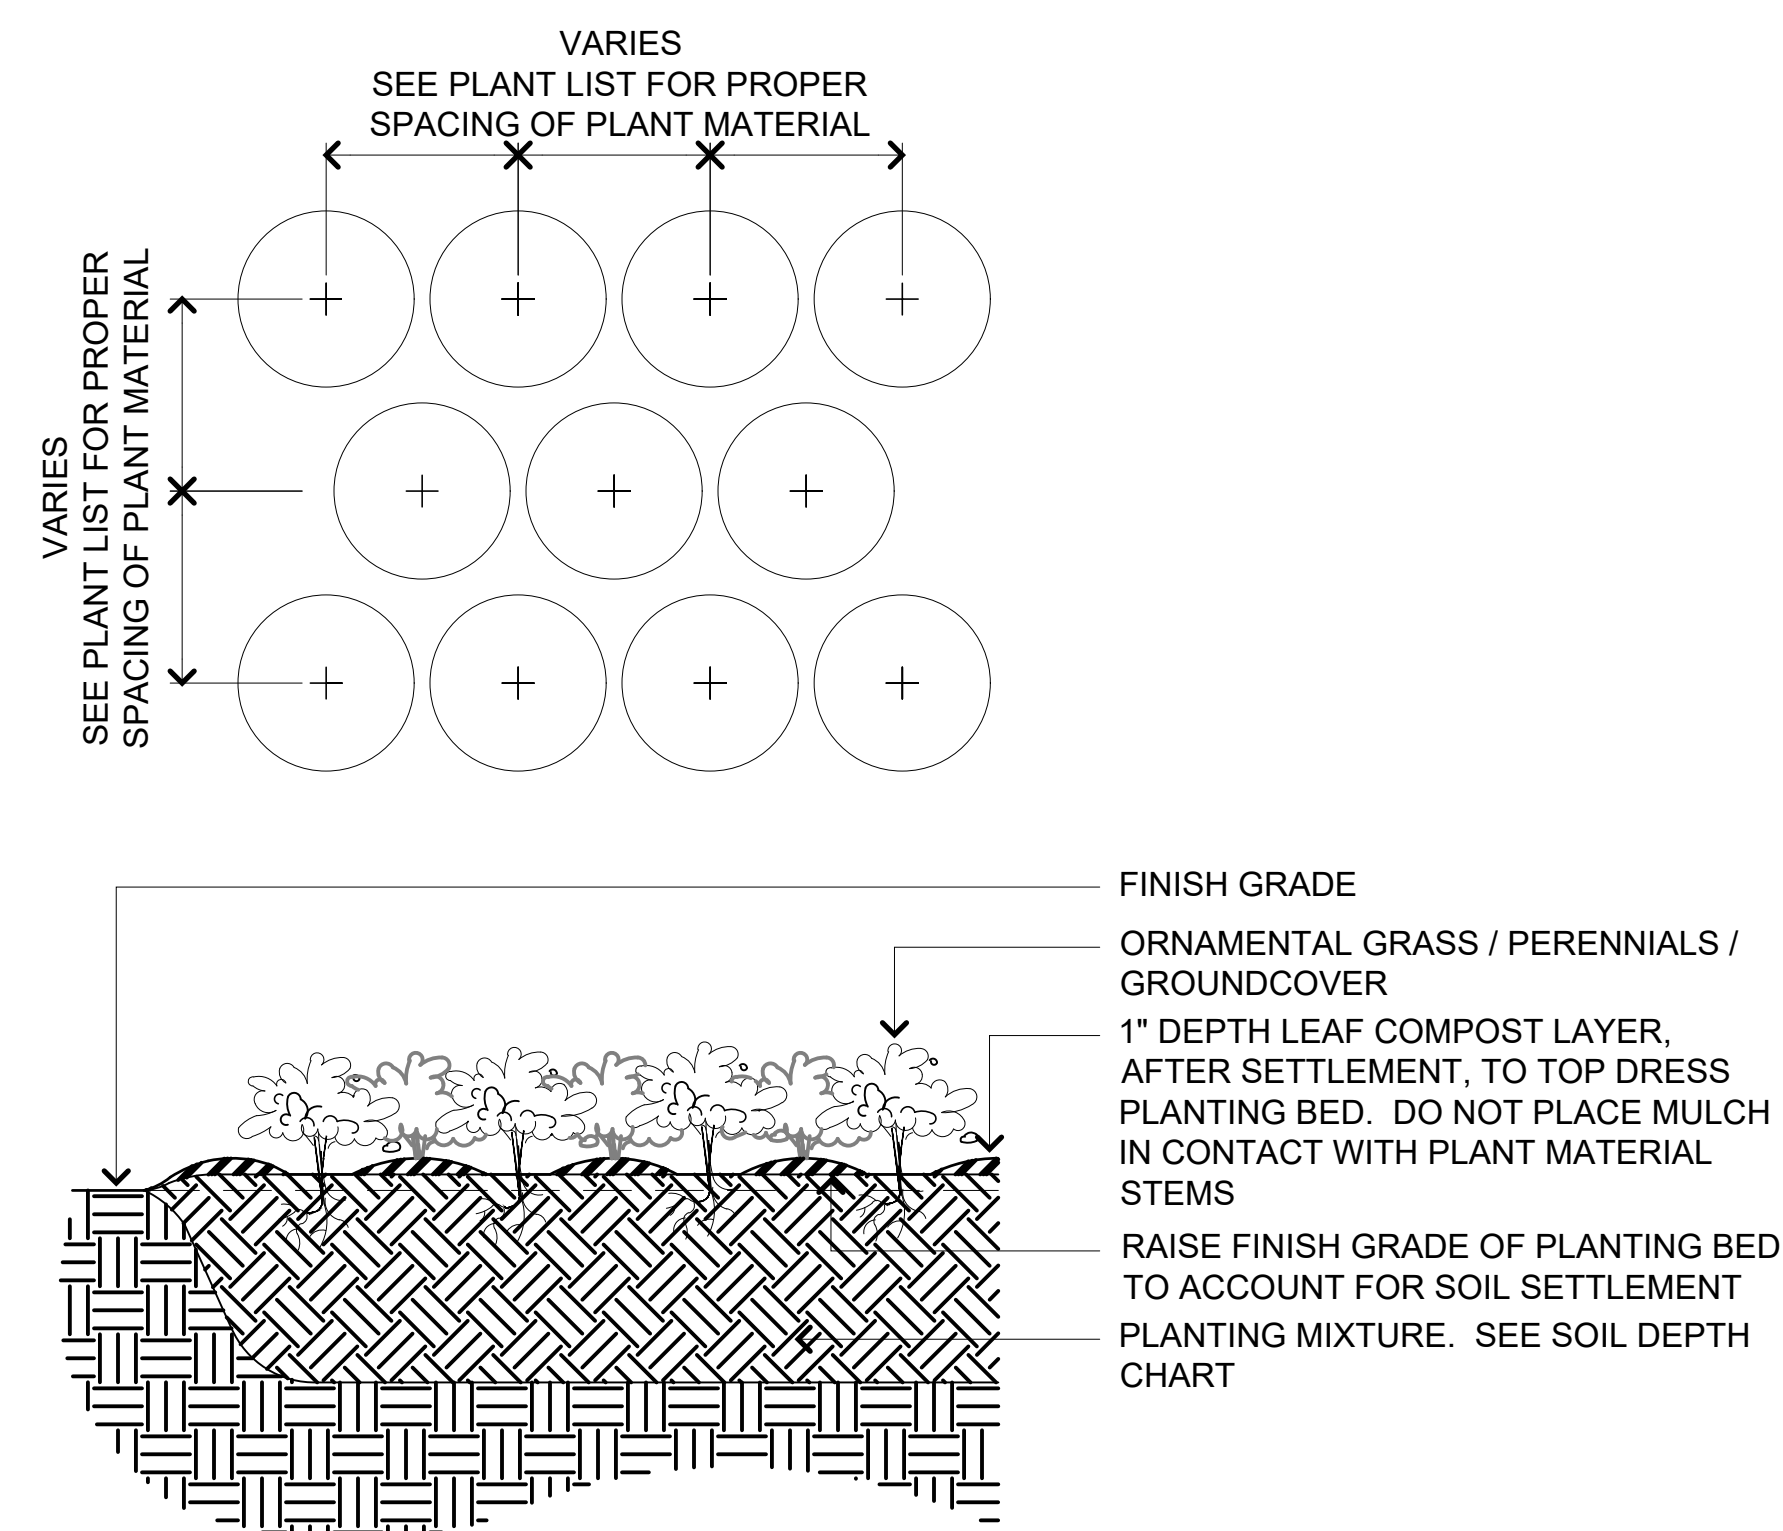 VARIES
SEE PLANT LIST FOR PROPER
SPACING OF PLANT MATERIAL
VARIES
SEE PLANT LIST FOR PROPER
SPACING OF PLANT MATERIAL
FINISH GRADE
ORNAMENTAL GRASS / PERENNIALS /
GROUNDCOVER
1" DEPTH LEAF COMPOST LAYER,
AFTER SETTLEMENT, TO TOP DRESS
PLANTING BED.  DO NOT PLACE MULCH
IN CONTACT WITH PLANT MATERIAL
STEMS
RAISE FINISH GRADE OF PLANTING BED
TO ACCOUNT FOR SOIL SETTLEMENT
PLANTING MIXTURE.  SEE SOIL DEPTH
CHART